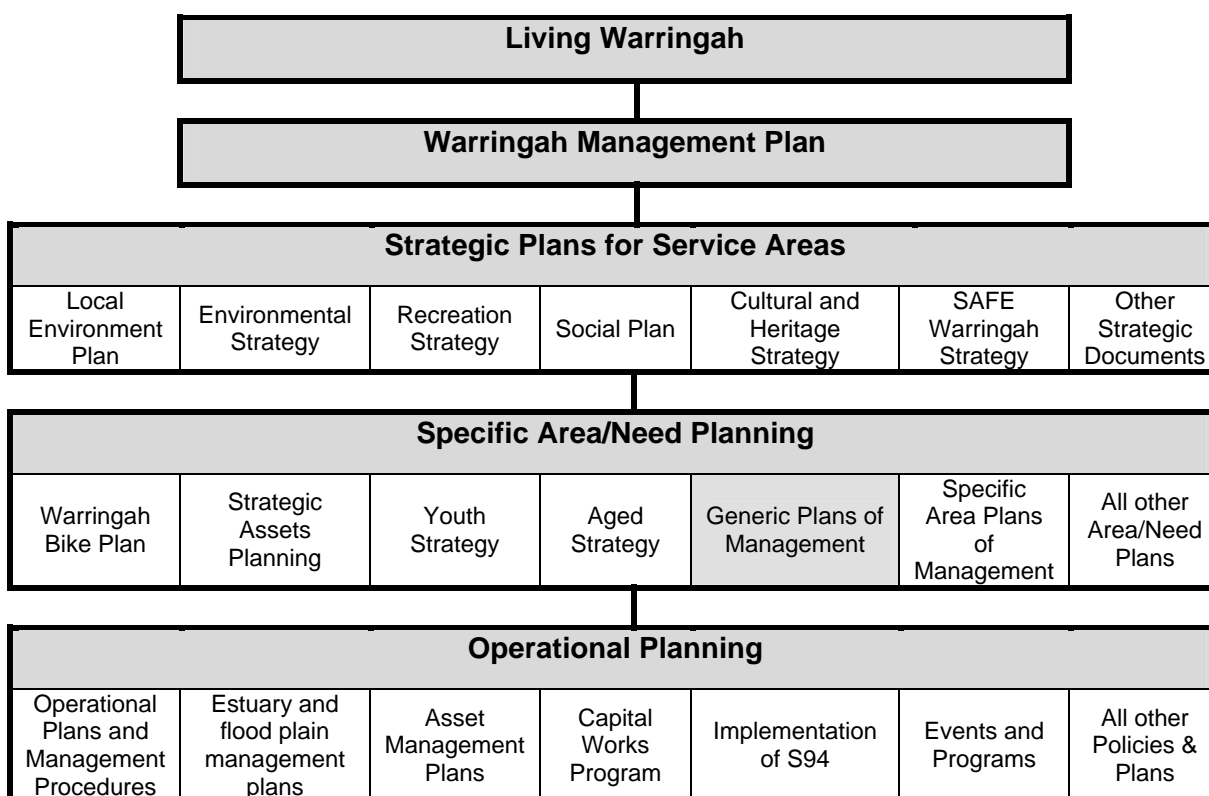 Living Warringah
Warringah Management Plan
Strategic Plans for Service Areas
Local
Environment
Plan
Environmental
Strategy
Recreation
Strategy
Social Plan
Cultural and
Heritage
Strategy
SAFE
Warringah
Strategy
Other
Strategic
Documents
Specific Area/Need Planning
Warringah
Bike Plan
Strategic
Assets
Planning
Youth
Strategy
Aged
Strategy
Generic Plans of
Management
Specific
Area Plans
of
Management
All other
Area/Need
Plans
Operational Planning
Operational
Plans and
Management
Procedures
Estuary and
flood plain
management
plans
Asset
Management
Plans
Capital
Works
Program
Implementation
of S94
Events and
Programs
All other
Policies &
Plans